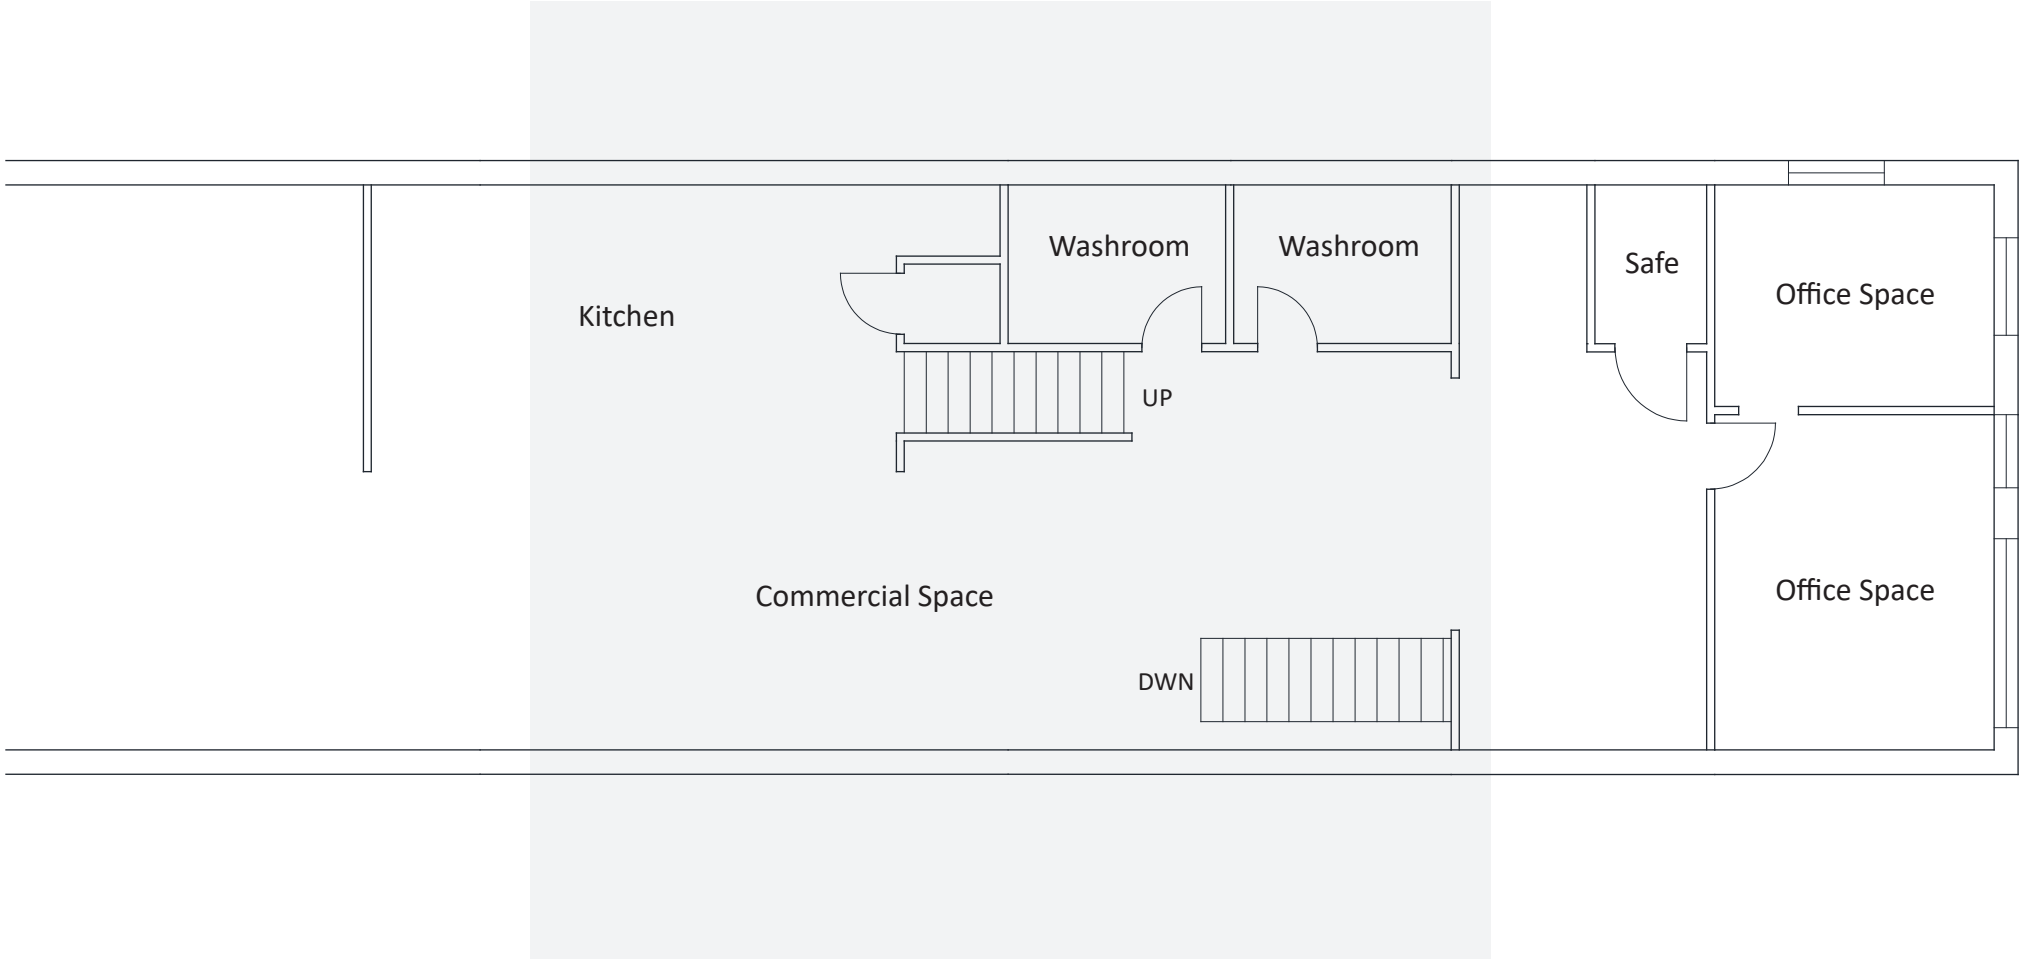 Washroom
Washroom
Safe
Office Space
Kitchen
UP
Commercial Space
Office Space
DWN